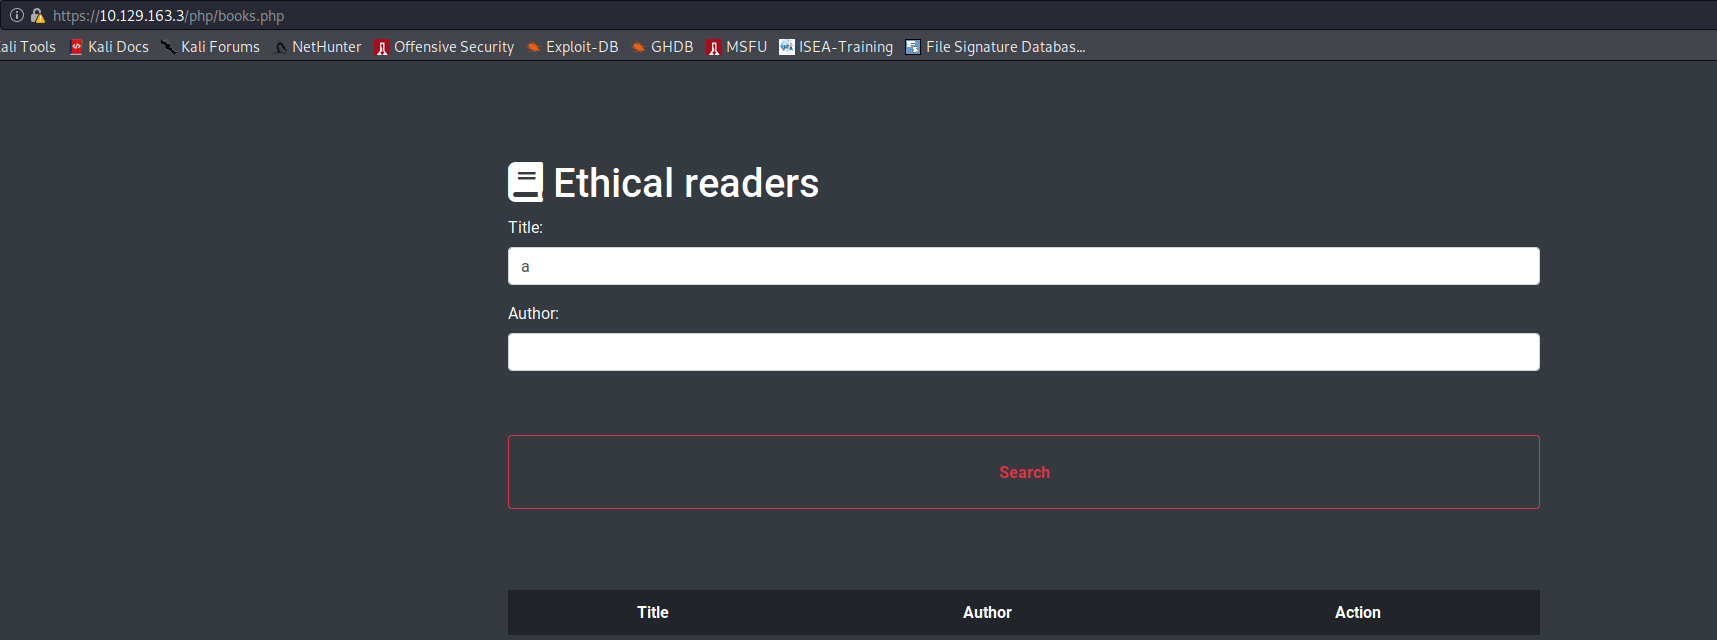 https://10.129.163.3/php/books.php
ali Tools Kali Docs Kali Forums NetHunter Offensive Security Exploit-DB GHDB MSFU ISEA-Training File Signature Databas...
Ethical readers
Title:
a
Author:
Search
Title Author Action